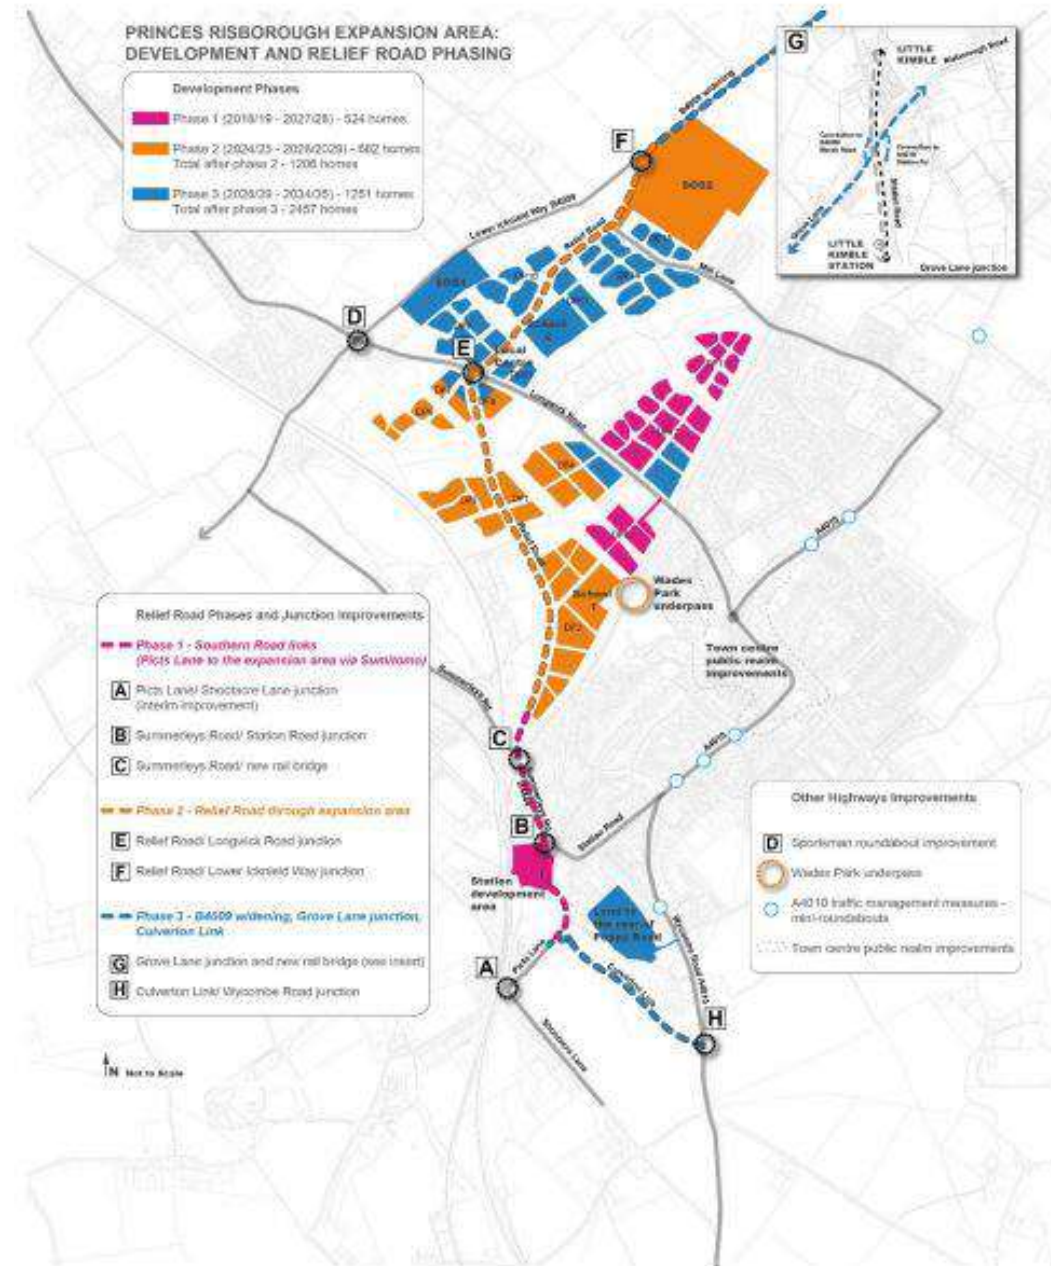 PRINCES RISBOROUGH EXPANSION AREA:
DEVELOPMENT AND RELIEF ROAD PHASING
Development Phases
Phase 1 (2018/19 - 2027/28) - 524 homes.
Phase 2 (2024/25 - 2028/2029) - 682 homes
Total after phase 2 - 1206 homes
Phase 3 (2028/29 - 2034/35) - 1251 homes
Total after phase 3 - 2457 homes
G
LITTLE
KIMBLE
Grove Lane
LITTLE
KIMBLE
STATION
Grove Lane junction
B4009 widening
F
Lower Icknield Way B4009
Relief Road
Mill Lane
D
E
Local
Longwick Road
Relief Road
School
1
Wades
Park
underpass
A4010
Town centre
public realm
improvements
Summerleys Rd
C
A4010
B
Station Road
Station
development
area
Land to
the rear of
Poppy Road
Picts Lane
A
Culverton Link
Wycombe Road A4010
H
Shootacre Lane
Relief Road Phases and Junction Improvements
Phase 1 - Southern Road links
(Picts Lane to the expansion area via Sumitomo)
A Picts Lane/ Shootacre Lane junction
(interim improvement)
B Summerleys Road/ Station Road junction
C Summerleys Road/ new rail bridge
Phase 2 - Relief Road through expansion area
E Relief Road/ Longwick Road junction
F Relief Road/ Lower Icknield Way junction
Phase 3 - B4009 widening, Grove Lane junction,
Culverton Link
G Grove Lane junction and new rail bridge (see insert)
H Culverton Link/ Wycombe Road junction
Other Highways Improvements
D Sportsman roundabout improvement
Wades Park underpass
A4010 traffic management measures -
mini-roundabouts
Town centre public realm improvements
N Not to Scale